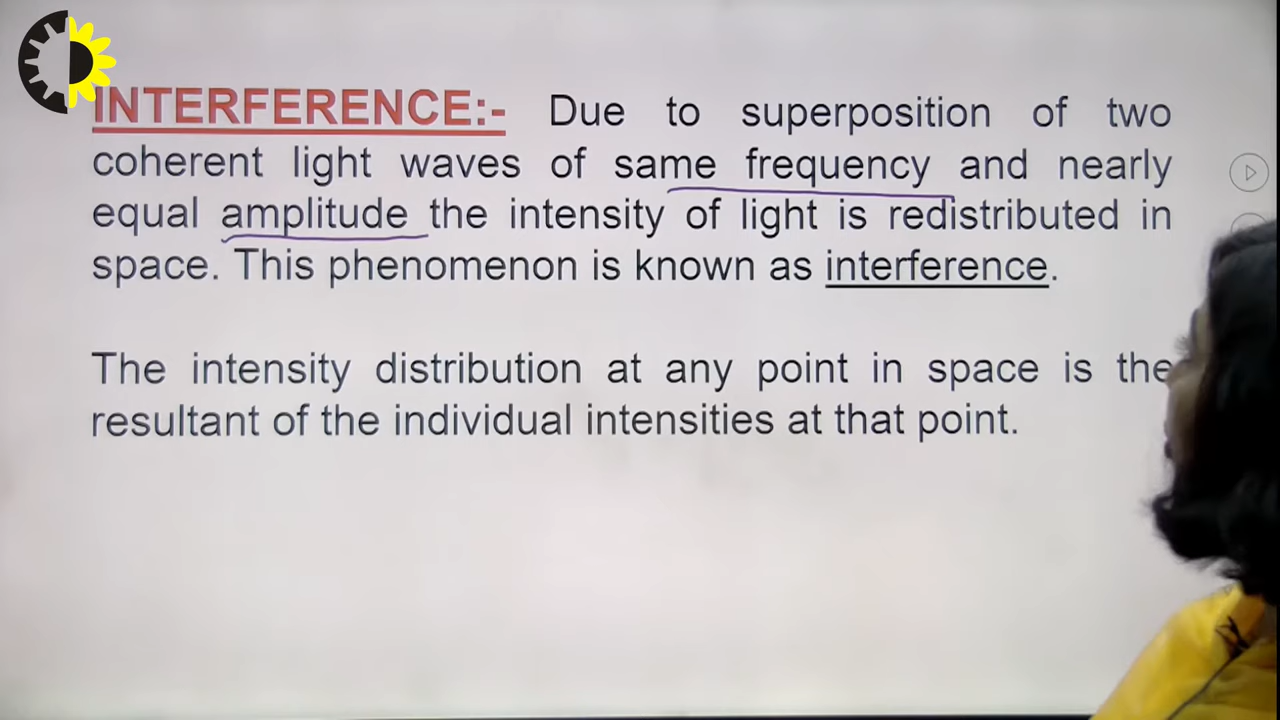 INTERFERENCE:- Due to superposition of two
coherent light waves of same frequency and nearly
equal amplitude the intensity of light is redistributed in
space. This phenomenon is known as interference.
The intensity distribution at any point in space is the
resultant of the individual intensities at that point.